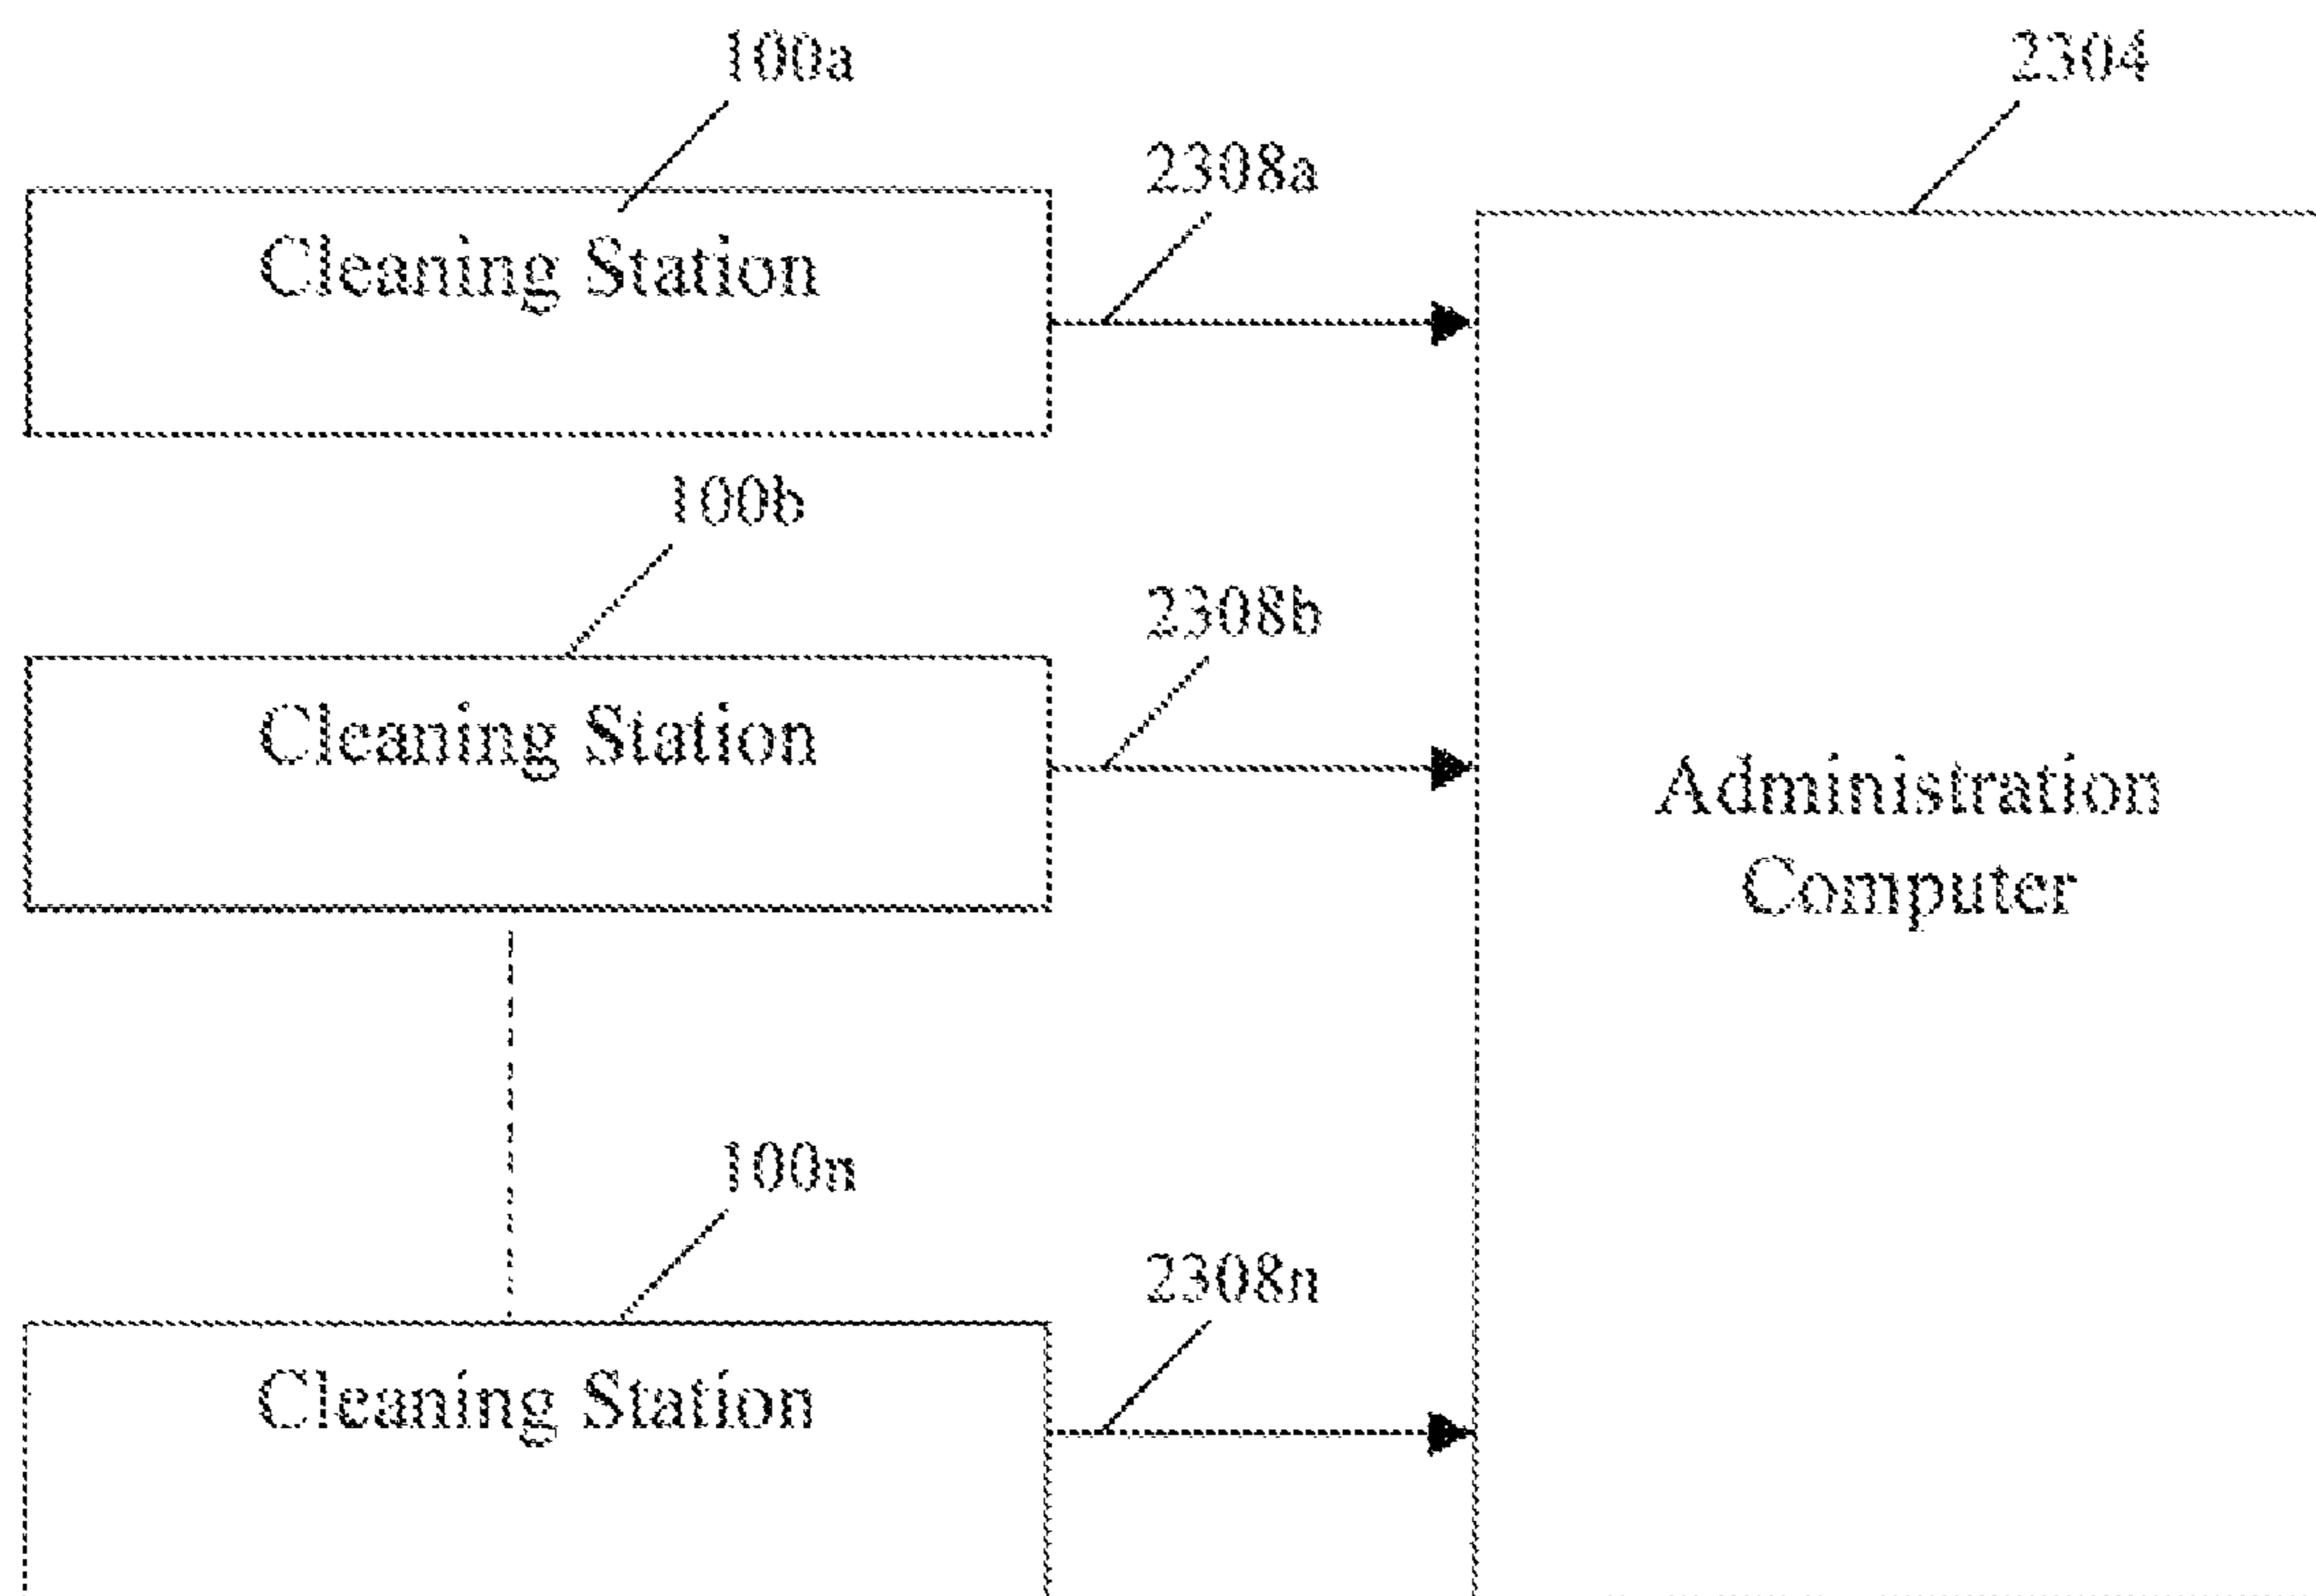 100a
2304
2308a
Cleaning Station
100b
2308b
Cleaning Station
Administration
Computer
100n
2308n
Cleaning Station